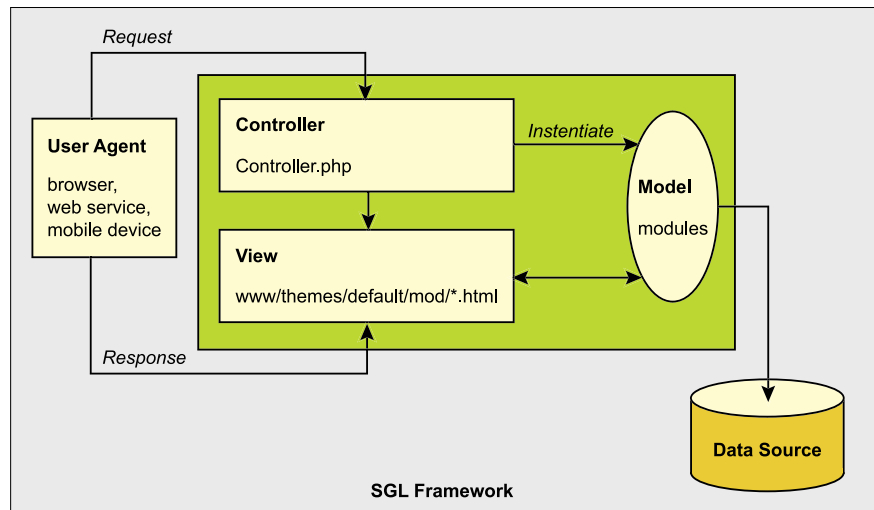 Request
User Agent
browser,
web service,
mobile device
Controller
Controller.php
Instentiate
Model
modules
View
www/themes/default/mod/*.html
Response
Data Source
SGL Framework